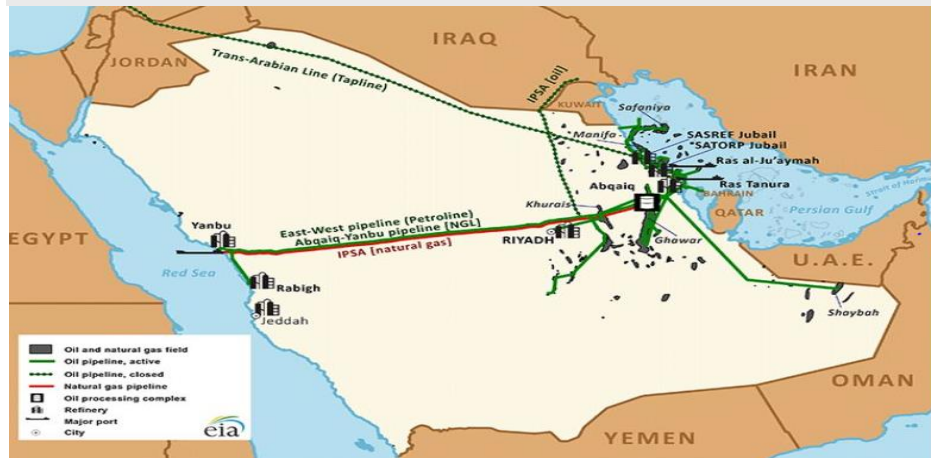 IRAQ
JORDAN
IRAN
Trans-Arabian Line (Tapline)
IPSA [oil]
KUWAIT
Safaniya
Manifa
SASREF Jubail
SATORP Jubail
Ras al-Ju'aymah
Ras Tanura
Abqaiq
BAHRAIN
Strait of
QATAR
Persian Gulf
Khurais
Yanbu
East-West pipeline (Petroline)
Abqaiq-Yanbu pipeline [NGL]
IPSA [natural gas]
RIYADH
Ghawar
EGYPT
Red Sea
U.A.E.
Rabigh
Jeddah
Shaybah
OMAN
YEMEN
Oil and natural gas field
Oil pipeline, active
Oil pipeline, closed
Natural gas pipeline
Oil processing complex
Refinery
Major port
City
eia